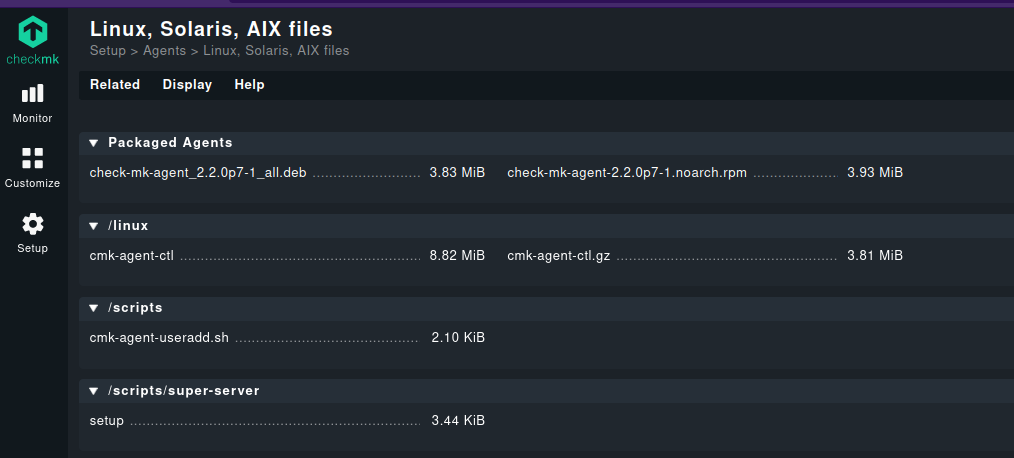 checkmk
Monitor
Customize
Setup
Linux, Solaris, AIX files
Setup > Agents > Linux, Solaris, AIX files
Related Display Help
Packaged Agents
check-mk-agent_2.2.0p7-1_all.deb 3.83 MiB check-mk-agent-2.2.0p7-1.noarch.rpm 3.93 MiB
/linux
cmk-agent-ctl 8.82 MiB cmk-agent-ctl.gz 3.81 MiB
/scripts
cmk-agent-useradd.sh 2.10 KiB
/scripts/super-server
setup 3.44 KiB